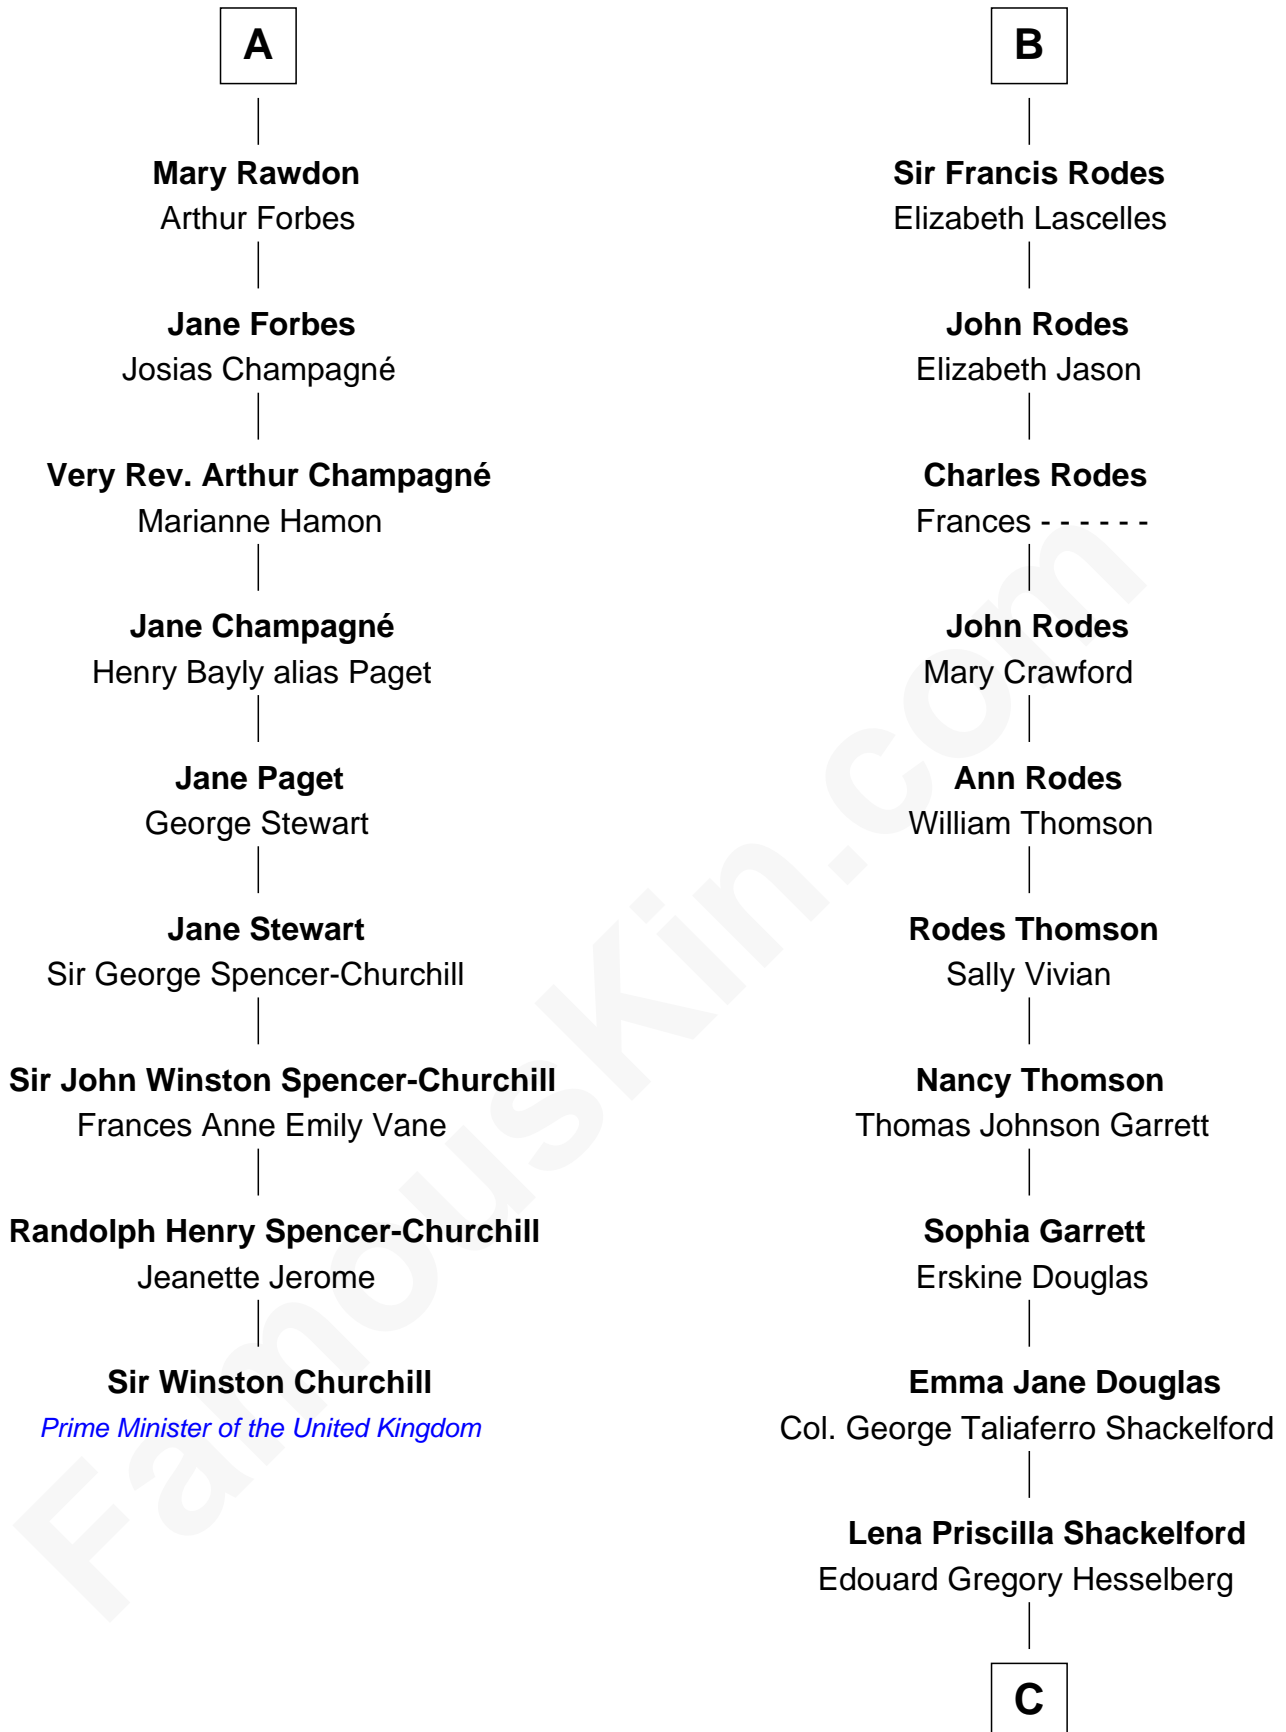 A
Mary Rawdon
Arthur Forbes
Jane Forbes
Josias Champagné
Very Rev. Arthur Champagné
Marianne Hamon
Jane Champagné
Henry Bayly alias Paget
Jane Paget
George Stewart
Jane Stewart
Sir George Spencer-Churchill
Sir John Winston Spencer-Churchill
Frances Anne Emily Vane
Randolph Henry Spencer-Churchill
Jeanette Jerome
Sir Winston Churchill
Prime Minister of the United Kingdom
B
Sir Francis Rodes
Elizabeth Lascelles
John Rodes
Elizabeth Jason
Charles Rodes
Frances - - - - - -
John Rodes
Mary Crawford
Ann Rodes
William Thomson
Rodes Thomson
Sally Vivian
Nancy Thomson
Thomas Johnson Garrett
Sophia Garrett
Erskine Douglas
Emma Jane Douglas
Col. George Taliaferro Shackelford
Lena Priscilla Shackelford
Edouard Gregory Hesselberg
C
FamousKin.com